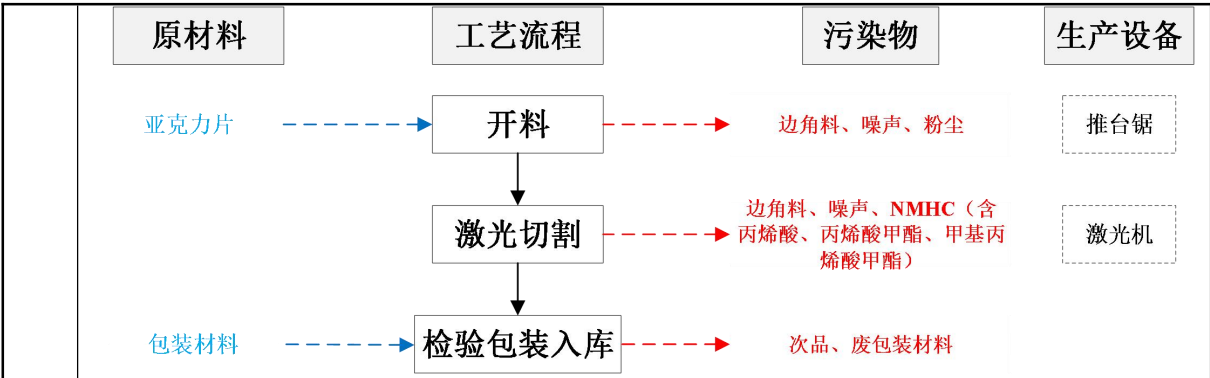 原材料 工艺流程 污染物 生产设备
亚克力片 开料 边角料、噪声、粉尘 推台锯
激光切割 边角料、噪声、NMHC（含
丙烯酸、丙烯酸甲酯、甲基丙
烯酸甲酯） 激光机
包装材料 检验包装入库 次品、废包装材料